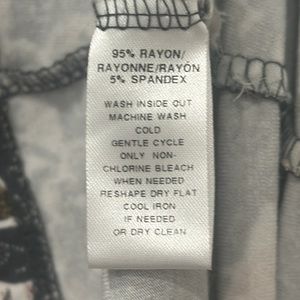 95% RAYON/
RAYONNE/RAYÓN
5% SPANDEX
WASH INSIDE OUT
MACHINE WASH
COLD
GENTLE CYCLE
ONLY NON-
CHLORINE BLEACH
WHEN NEEDED
RESHAPE DRY FLAT
COOL IRON
IF NEEDED
OR DRY CLEAN